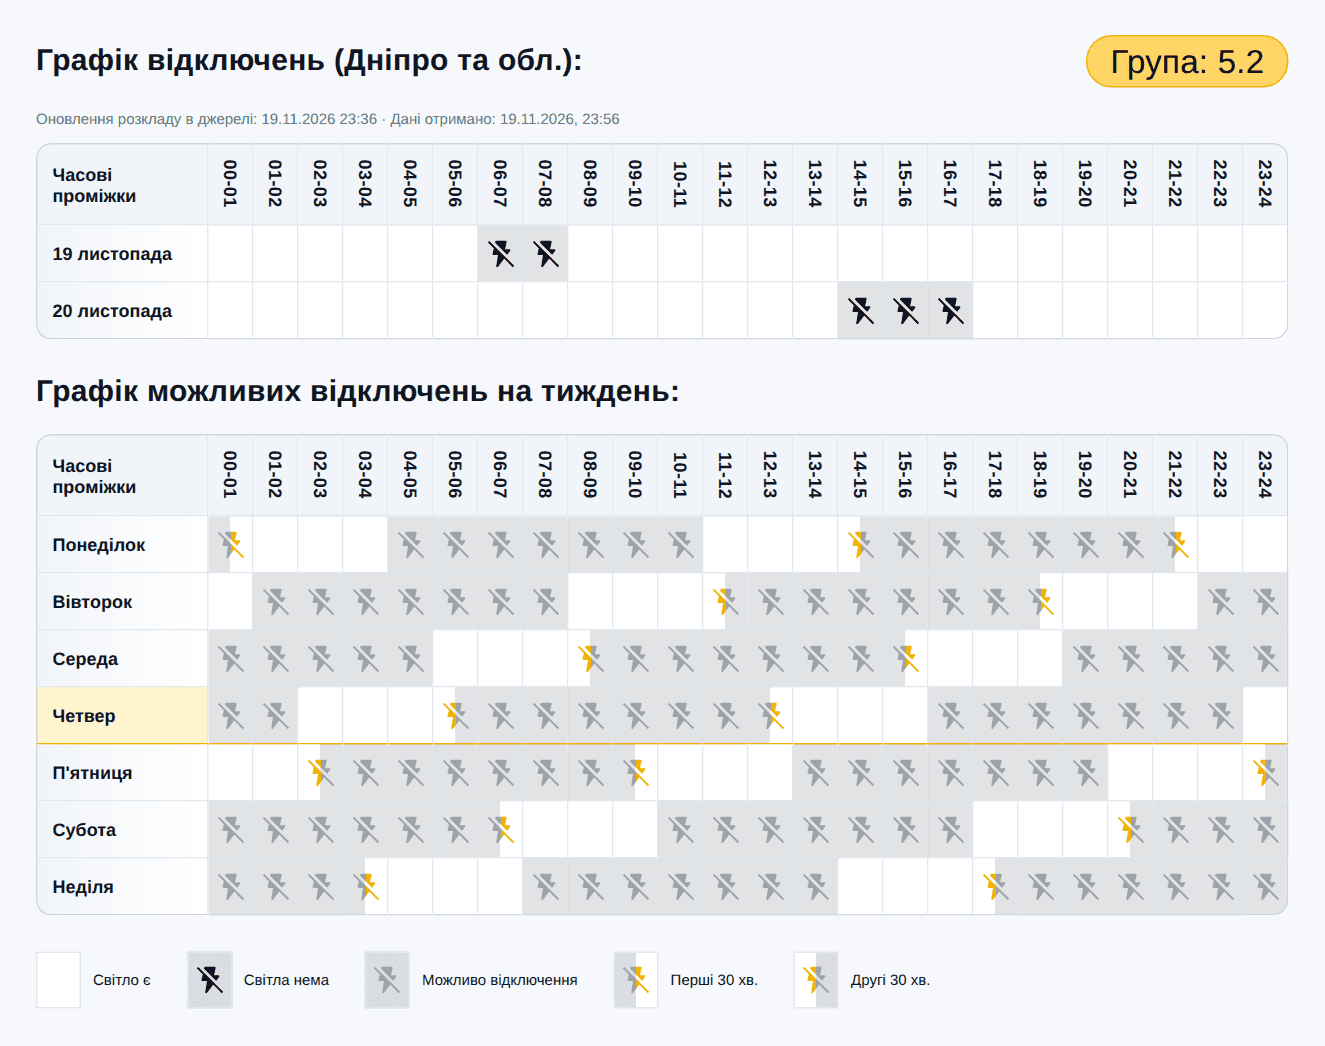 Графік відключень (Дніпро та обл.):
Група: 5.2
Оновлення розкладу в джерелі: 19.11.2026 23:36 · Дані отримано: 19.11.2026, 23:56
Часові проміжки 00-01 01-02 02-03 03-04 04-05 05-06 06-07 07-08 08-09 09-10 10-11 11-12 12-13 13-14 14-15 15-16 16-17 17-18 18-19 19-20 20-21 21-22 22-23 23-24
19 листопада
20 листопада
Графік можливих відключень на тиждень:
Часові проміжки 00-01 01-02 02-03 03-04 04-05 05-06 06-07 07-08 08-09 09-10 10-11 11-12 12-13 13-14 14-15 15-16 16-17 17-18 18-19 19-20 20-21 21-22 22-23 23-24
Понеділок
Вівторок
Середа
Четвер
П'ятниця
Субота
Неділя
Світло є Світла нема Можливо відключення Перші 30 хв. Другі 30 хв.